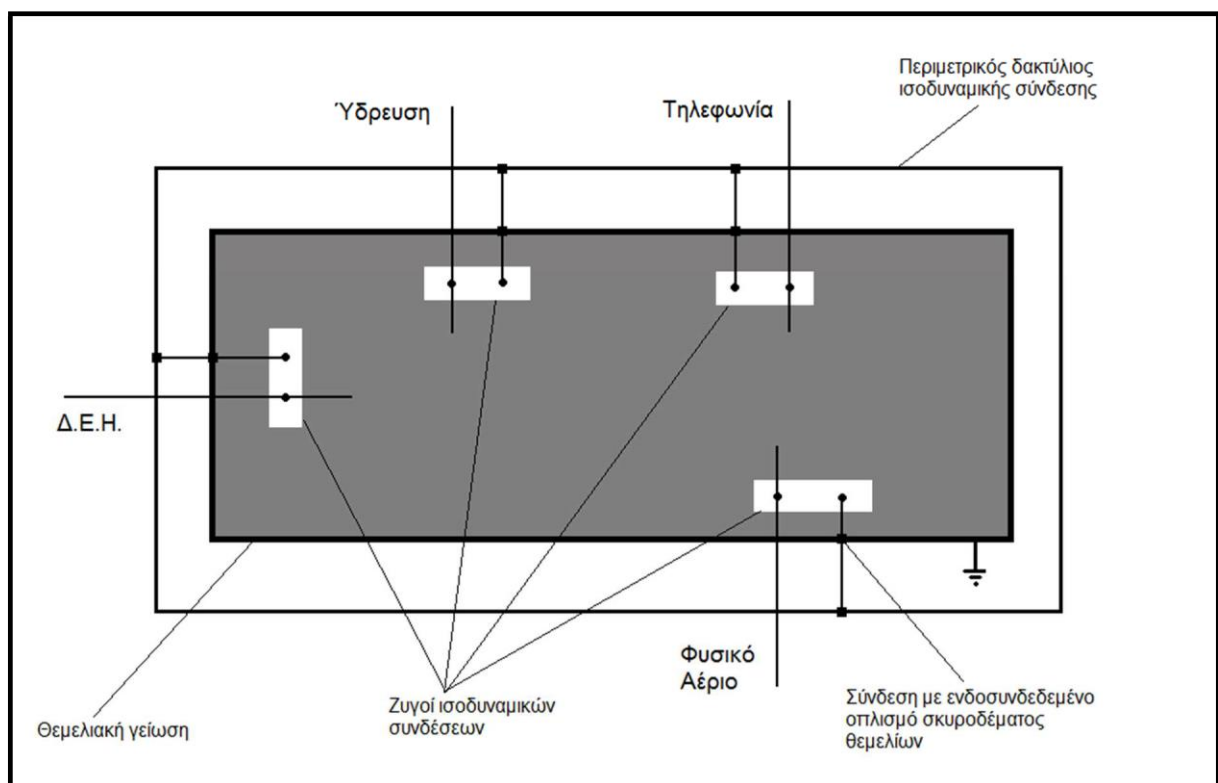 Περιμετρικός δακτύλιος
ισοδυναμικής σύνδεσης
Ύδρευση
Τηλεφωνία
Δ.Ε.Η.
Φυσικό
Αέριο
Θεμελιακή γείωση
Ζυγοί ισοδυναμικών
συνδέσεων
Σύνδεση με ενδοσυνδεδεμένο
οπλισμό σκυροδέματος
θεμελίων